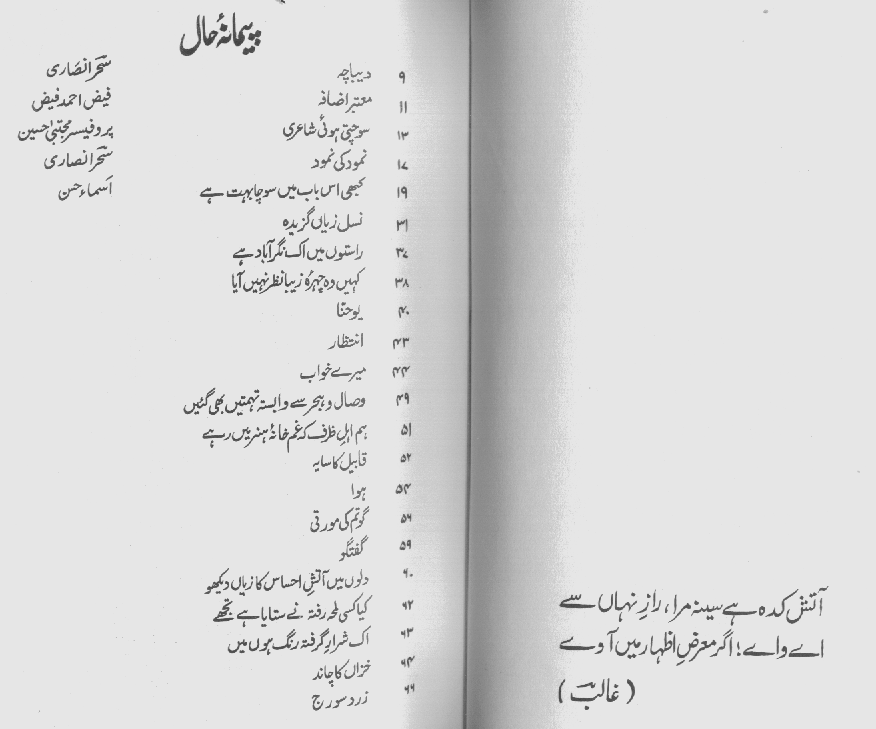 آتش کدہ ہے سینہ مرا، رازِ نہاں سے
اے وائے! اگر معرضِ اظہار میں آوے
(غالبؔ)
پیمانۂ حال
۹ دیباچہ سحرؔ انصاری
۱۱ معتبر اضافہ فیض احمد فیض
۱۳ سوچتی ہوئی شاعری پروفیسر مجتبیٰ حسین
۱۷ نمود کی نمود سحرؔ انصاری
۱۹ کبھی اس باب میں سوچا بہت ہے اسماء حسن
۳۱ نسل زیاں گزیدہ
۳۷ راستوں میں اک نگر آباد ہے
۳۸ کہیں وہ چہرۂ زیبا نظر نہیں آیا
۴۰ یوحنّا
۴۳ انتظار
۴۴ میرے خواب
۴۹ وصال و ہجر سے وابستہ تہمتیں بھی گئیں
۵۱ ہم اہلِ ظرف کہ غم خانۂ ہنر میں رہے
۵۲ قابیل کا سایہ
۵۴ ہوا
۵۶ گوتم کی مورتی
۵۹ گفتگو
۶۰ دلوں میں آتشِ احساس کا زیاں دیکھو
۶۲ کیا کسی لمحۂ رفتہ نے ستایا ہے تجھے
۶۳ اک شرارِ گرفتہ رنگ ہوں میں
۶۴ خزاں کا چاند
۶۶ زرد سورج